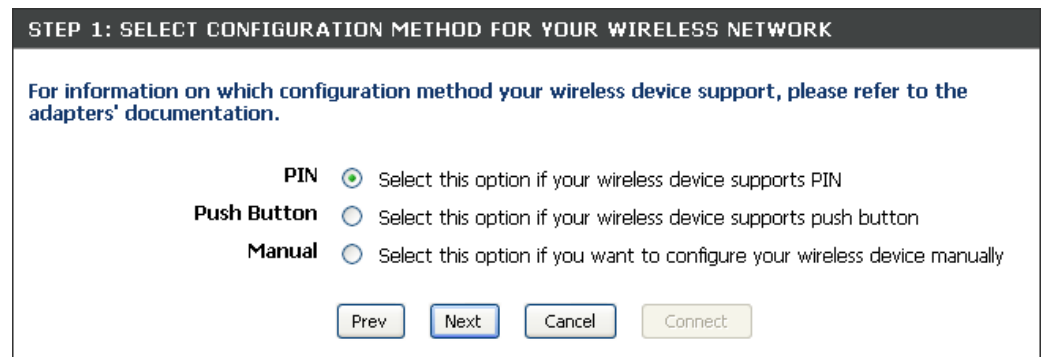 STEP 1: SELECT CONFIGURATION METHOD FOR YOUR WIRELESS NETWORK
For information on which configuration method your wireless device support, please refer to the
adapters' documentation.
PIN Select this option if your wireless device supports PIN
Push Button Select this option if your wireless device supports push button
Manual Select this option if you want to configure your wireless device manually
Prev Next Cancel Connect